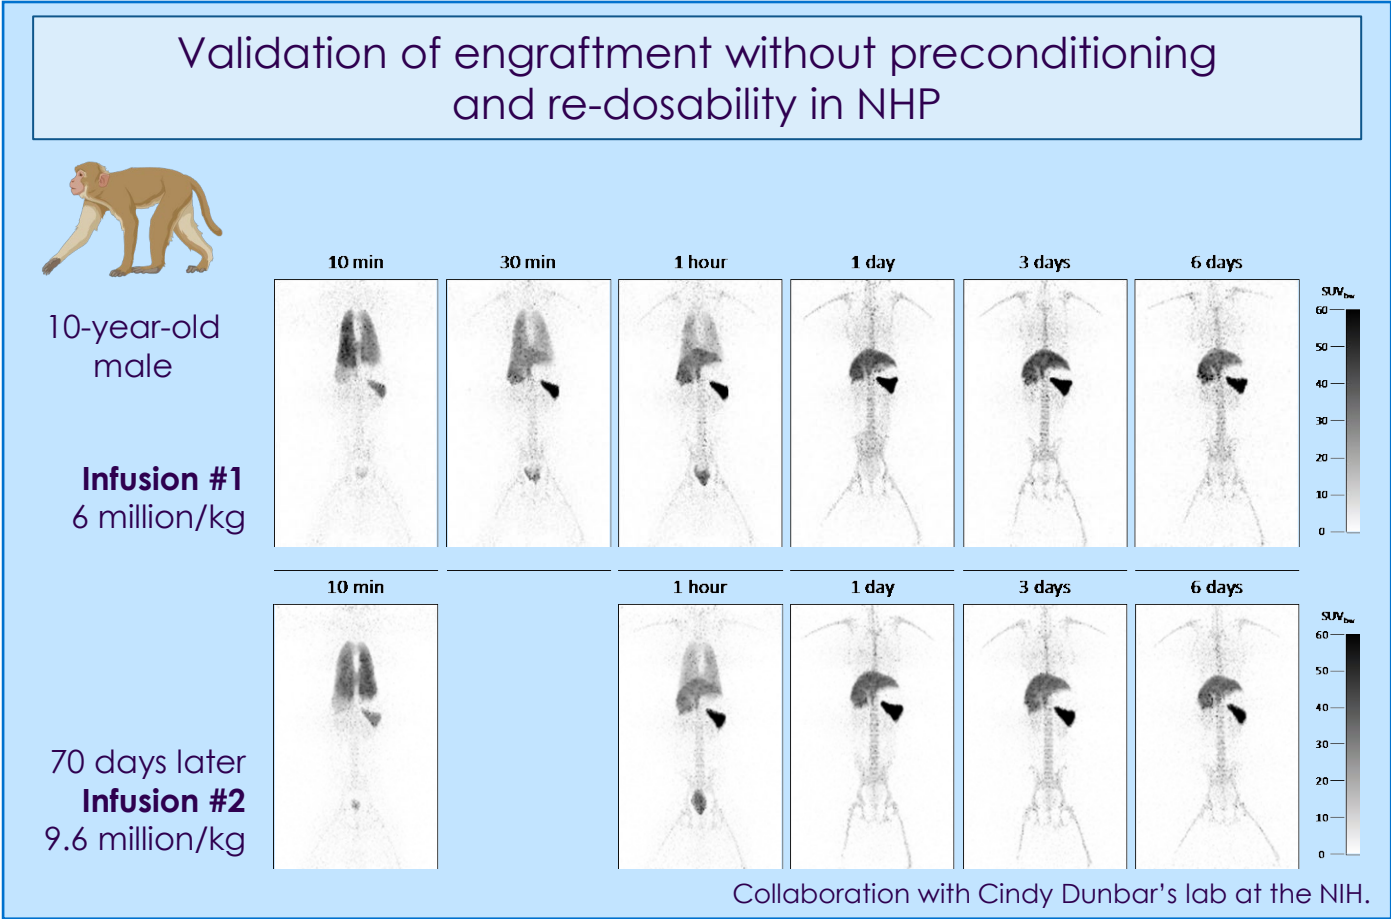 Validation of engraftment without preconditioning
and re-dosability in NHP
10-year-old
male
Infusion #1
6 million/kg
10 min
30 min
1 hour
1 day
3 days
6 days
SUVbw
60
50
40
30
20
10
0
70 days later
Infusion #2
9.6 million/kg
10 min
1 hour
1 day
3 days
6 days
SUVbw
60
50
40
30
20
10
0
Collaboration with Cindy Dunbar’s lab at the NIH.